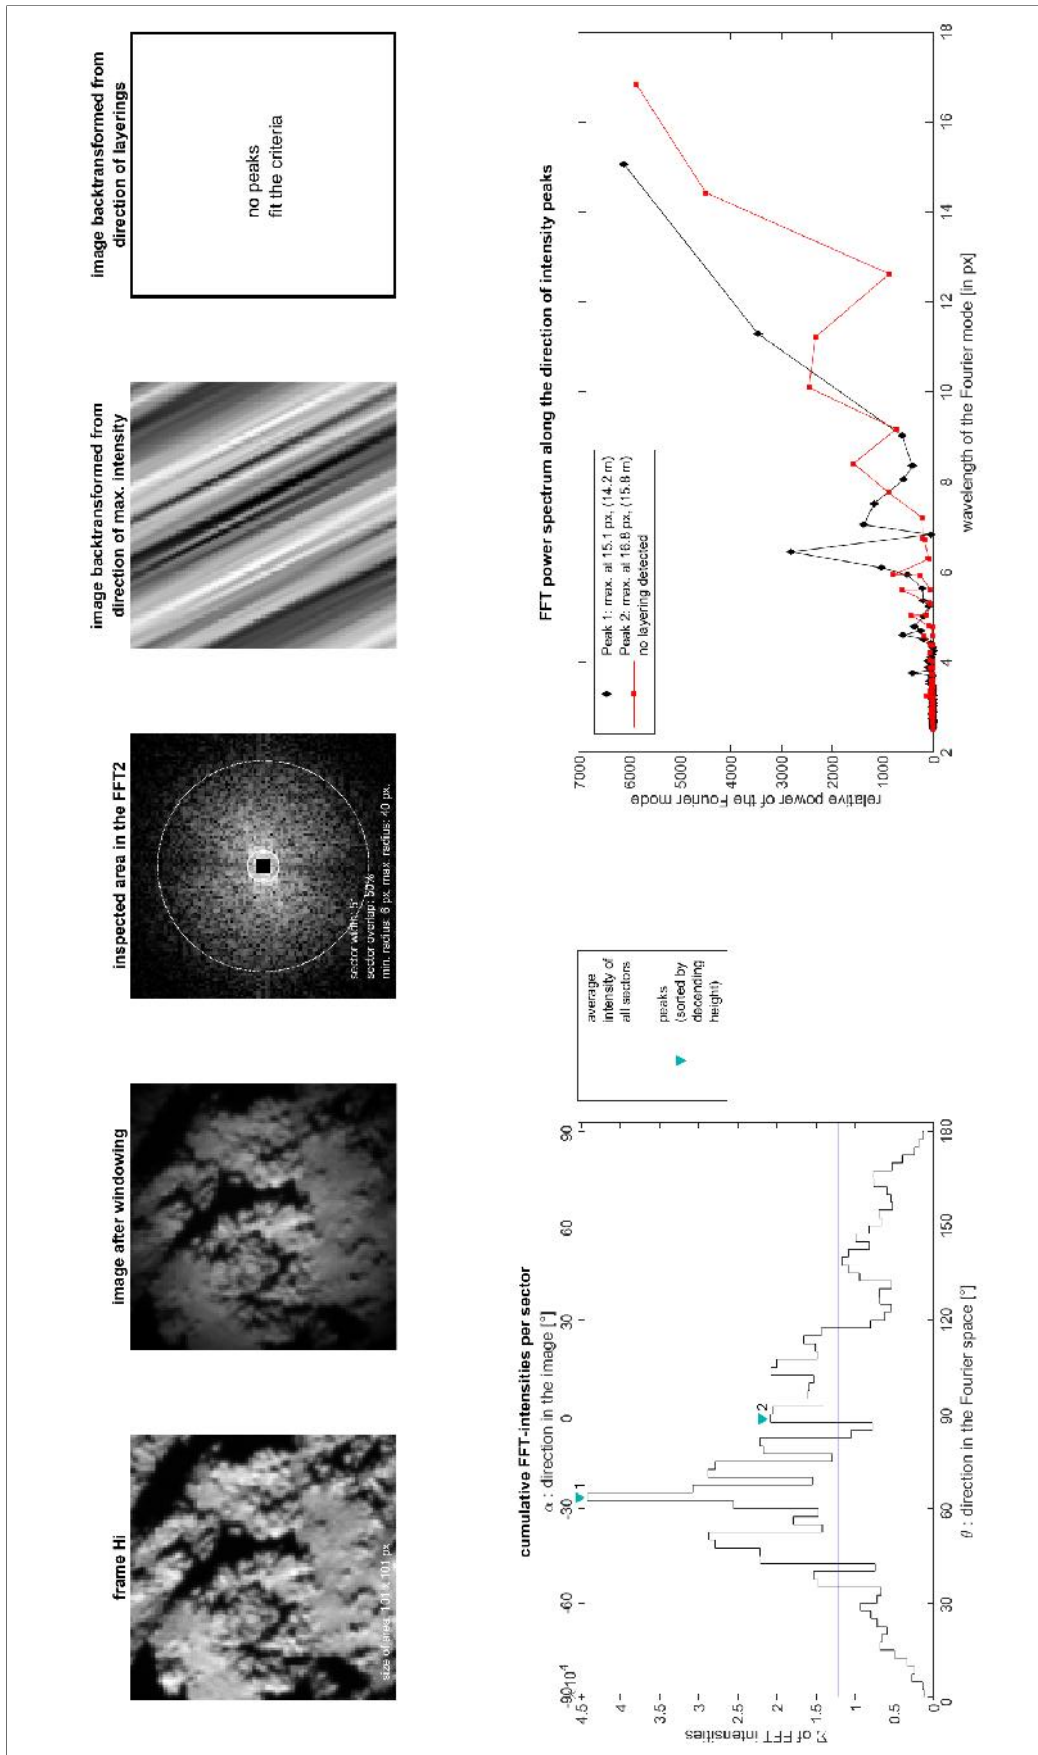 frame Hi
size of area: 101 x 101 px
image after windowing
inspected area in the FFT2
sector width: 5°
sector overlap: 50%
min. radius: 6 px, max. radius: 40 px,
image backtransformed from
direction of max. intensity
image backtransformed from
direction of layerings
no peaks
fit the criteria
cumulative FFT-intensities per sector
α : direction in the image [°]
-90 -60 -30 0 30 60 90
10⁴
Σ of FFT intensities
4.5
4
3.5
3
2.5
2
1.5
1
0.5
0
1
2
0 30 60 90 120 150 180
θ : direction in the Fourier space [°]
average
intensity of
all sectors
peaks
(sorted by
decending
height)
FFT power spectrum along the direction of intensity peaks
Peak 1: max. at 15.1 px, (14.2 m)
Peak 2: max. at 16.8 px, (15.8 m)
no layering detected
relative power of the Fourier mode
7000
6000
5000
4000
3000
2000
1000
0
2 4 6 8 10 12 14 16 18
wavelength of the Fourier mode [in px]